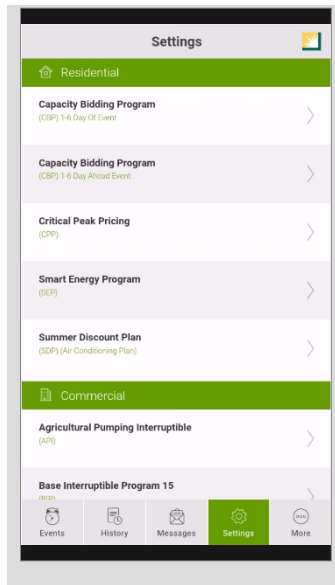 Settings
Residential
Capacity Bidding Program
(CBP) 1-6 Day Of Event
Capacity Bidding Program
(CBP) 1-6 Day Ahead Event
Critical Peak Pricing
(CPP)
Smart Energy Program
(SEP)
Summer Discount Plan
(SDP) (Air Conditioning Plan)
Commercial
Agricultural Pumping Interruptible
(API)
Base Interruptible Program 15
Events
History
Messages
Settings
More